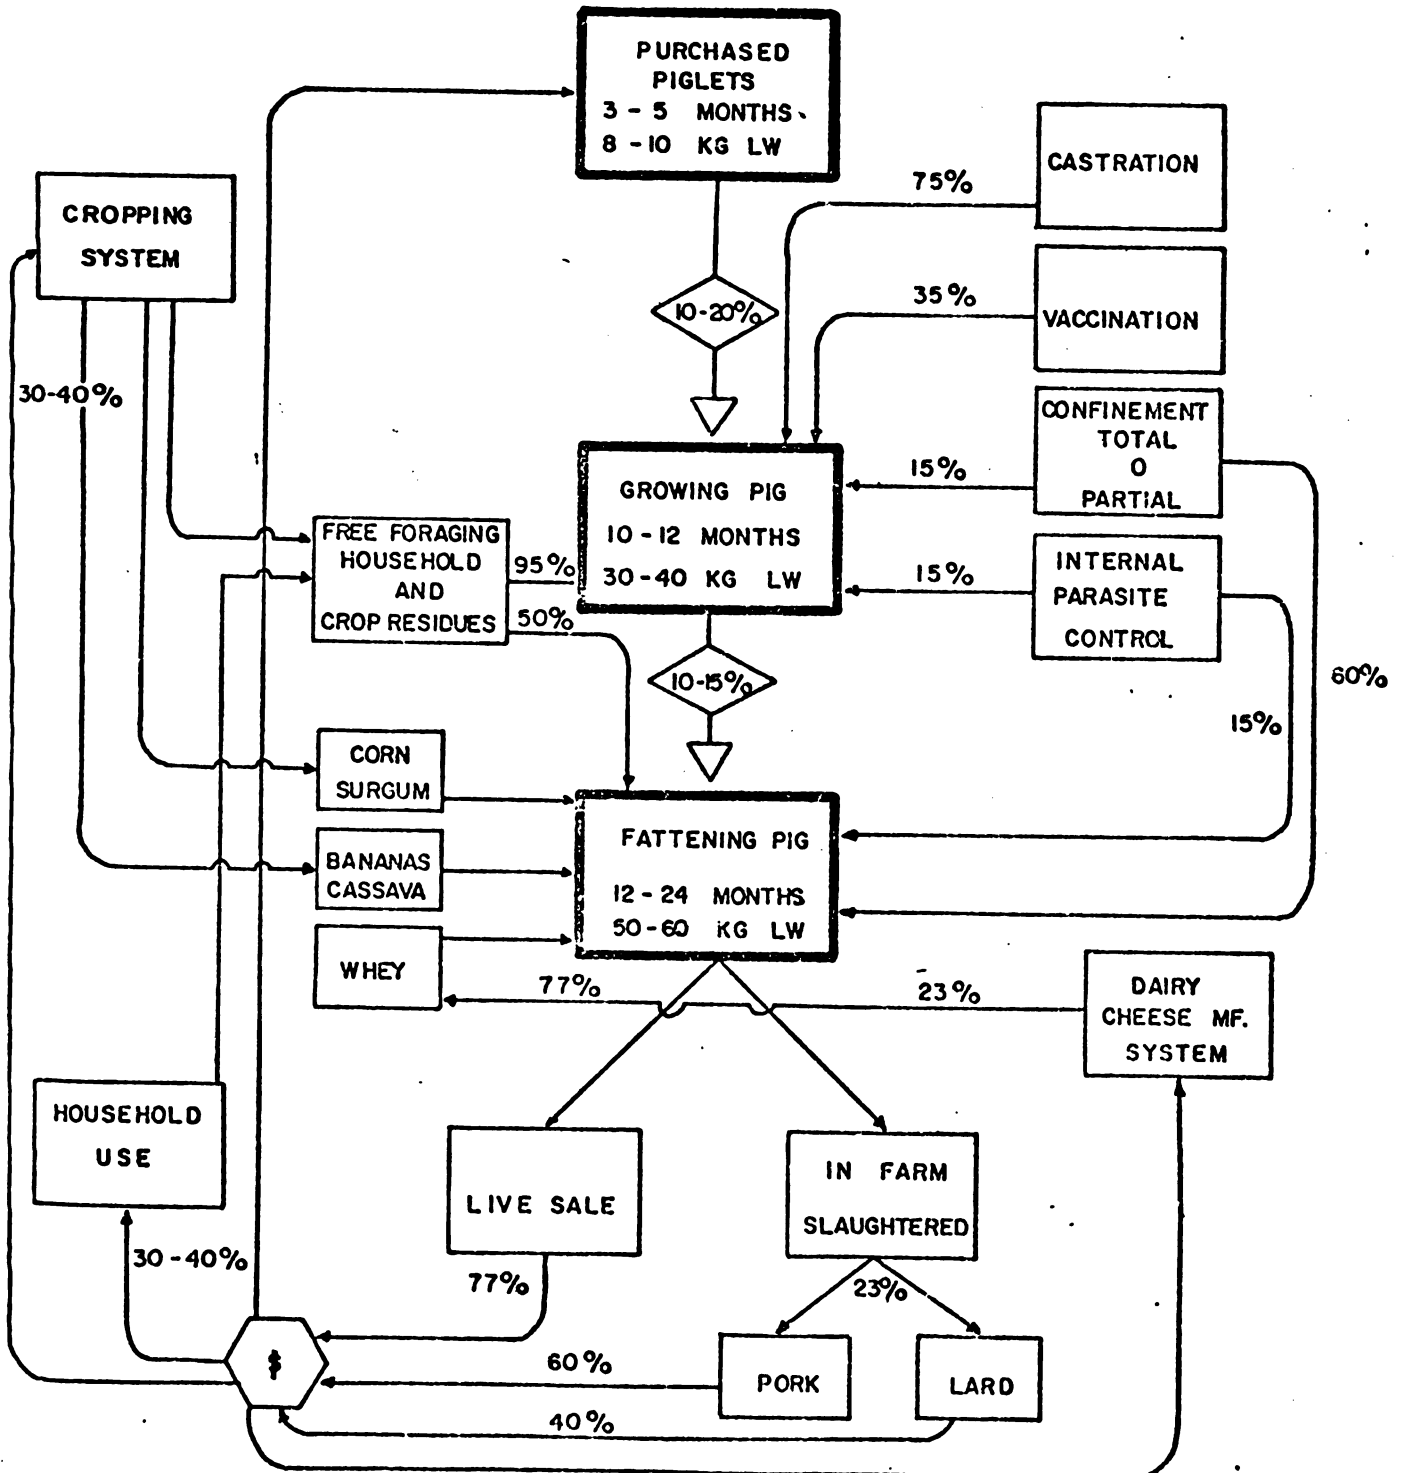 PURCHASED
PIGLETS
3 - 5 MONTHS
8 - 10 KG LW
CASTRATION
75%
CROPPING
SYSTEM
10-20%
35%
VACCINATION
30-40%
CONFINEMENT
TOTAL
O
PARTIAL
15%
GROWING PIG
10 - 12 MONTHS
30-40 KG LW
FREE FORAGING
HOUSEHOLD
AND
CROP RESIDUES
95%
50%
15%
INTERNAL
PARASITE
CONTROL
10-15%
60%
15%
CORN
SURGUM
BANANAS
CASSAVA
WHEY
FATTENING PIG
12 - 24 MONTHS
50-60 KG LW
77%
23%
DAIRY
CHEESE MF.
SYSTEM
HOUSEHOLD
USE
LIVE SALE
IN FARM
SLAUGHTERED
30-40%
77%
23%
$
60%
PORK
LARD
40%